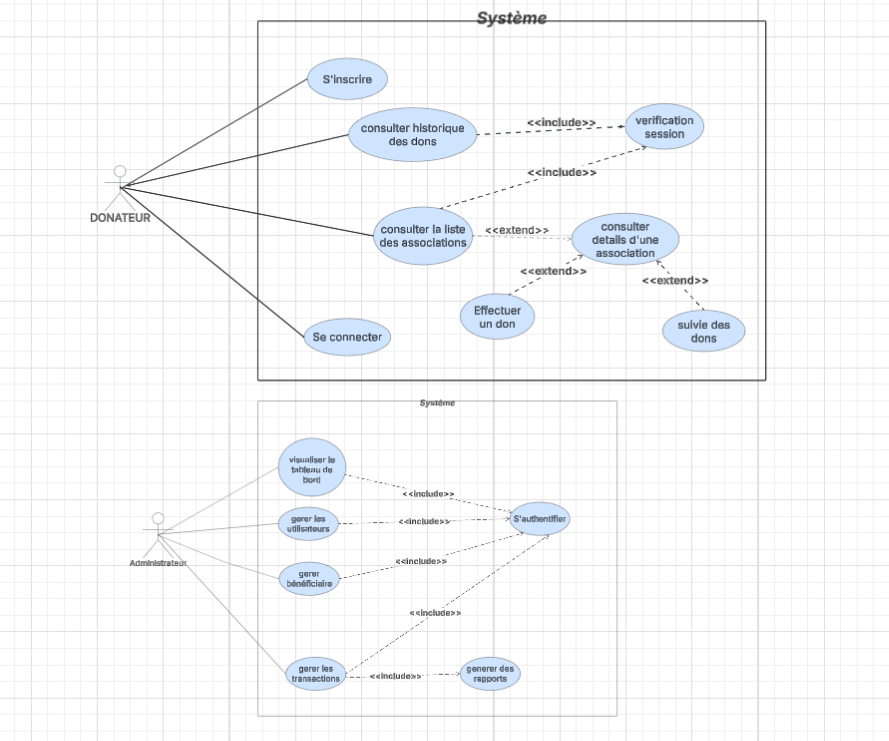 Système
S'inscrire
consulter historique
des dons
<<include>>
verification
session
<<include>>
DONATEUR
consulter la liste
des associations
<<extend>>
consulter
details d'une
association
<<extend>>
<<extend>>
Effectuer
un don
suivie des
dons
Se connecter
Système
visualiser le
tableau de
bord
<<include>>
gerer les
utilisateurs
<<include>>
S'authentifier
Administrateur
gerer
bénéficiaire
<<include>>
<<include>>
gerer les
transactions
<<include>>
generer des
rapports